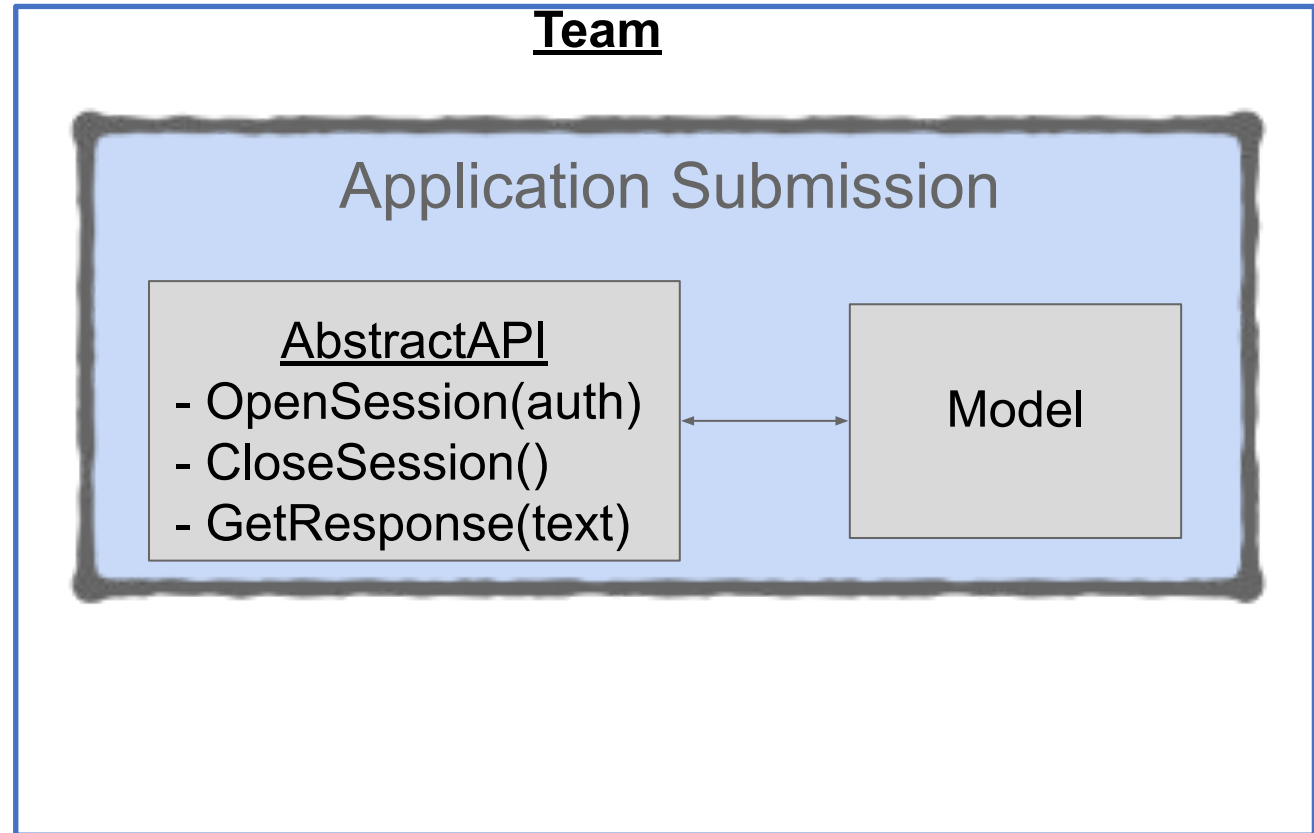 Team
Application Submission
AbstractAPI
- OpenSession(auth)
- CloseSession()
- GetResponse(text)
Model